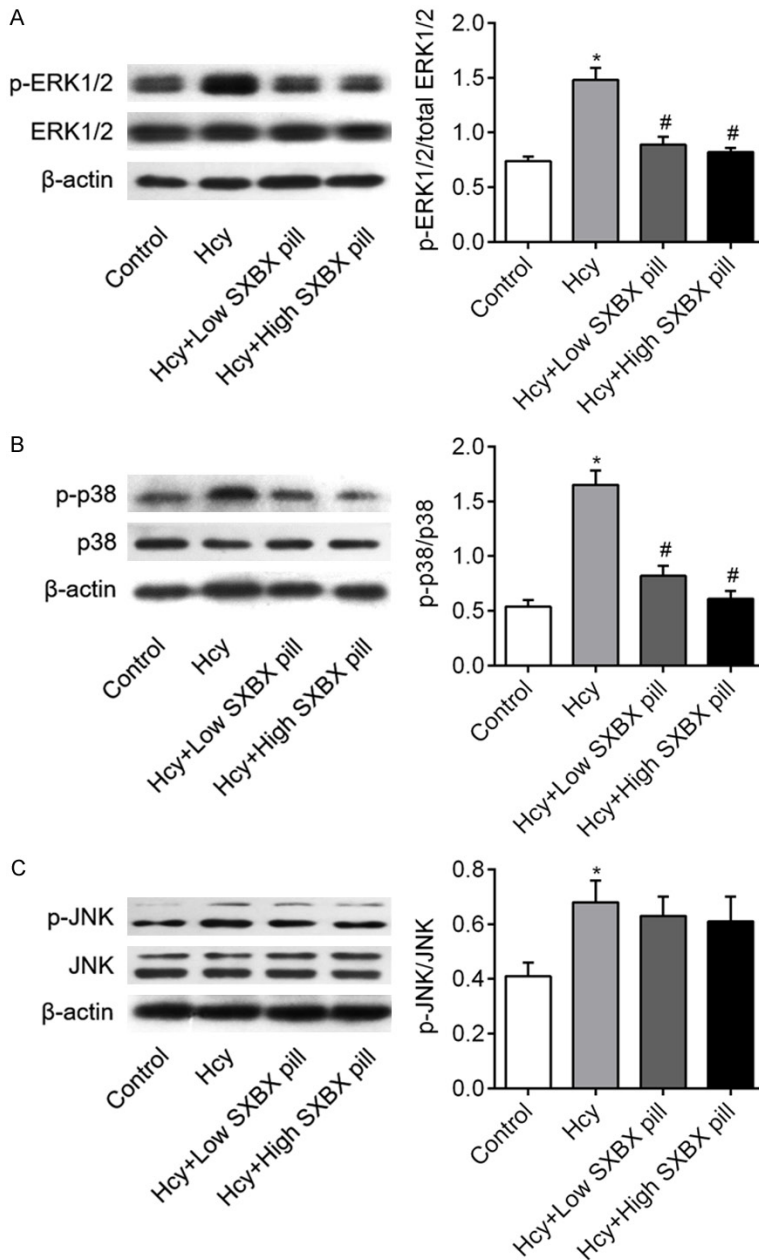 A
p-ERK1/2
ERK1/2
β-actin
Control
Hcy
Hcy+Low SXBX pill
Hcy+High SXBX pill
p-ERK1/2/total ERK1/2
2.0
1.5
1.0
0.5
0.0
*
#
#
Control
Hcy
Hcy+Low SXBX pill
Hcy+High SXBX pill
B
p-p38
p38
β-actin
Control
Hcy
Hcy+Low SXBX pill
Hcy+High SXBX pill
p-p38/p38
2.0
1.5
1.0
0.5
0.0
*
#
#
Control
Hcy
Hcy+Low SXBX pill
Hcy+High SXBX pill
C
p-JNK
JNK
β-actin
Control
Hcy
Hcy+Low SXBX pill
Hcy+High SXBX pill
p-JNK/JNK
0.8
0.6
0.4
0.2
0.0
*
Control
Hcy
Hcy+Low SXBX pill
Hcy+High SXBX pill